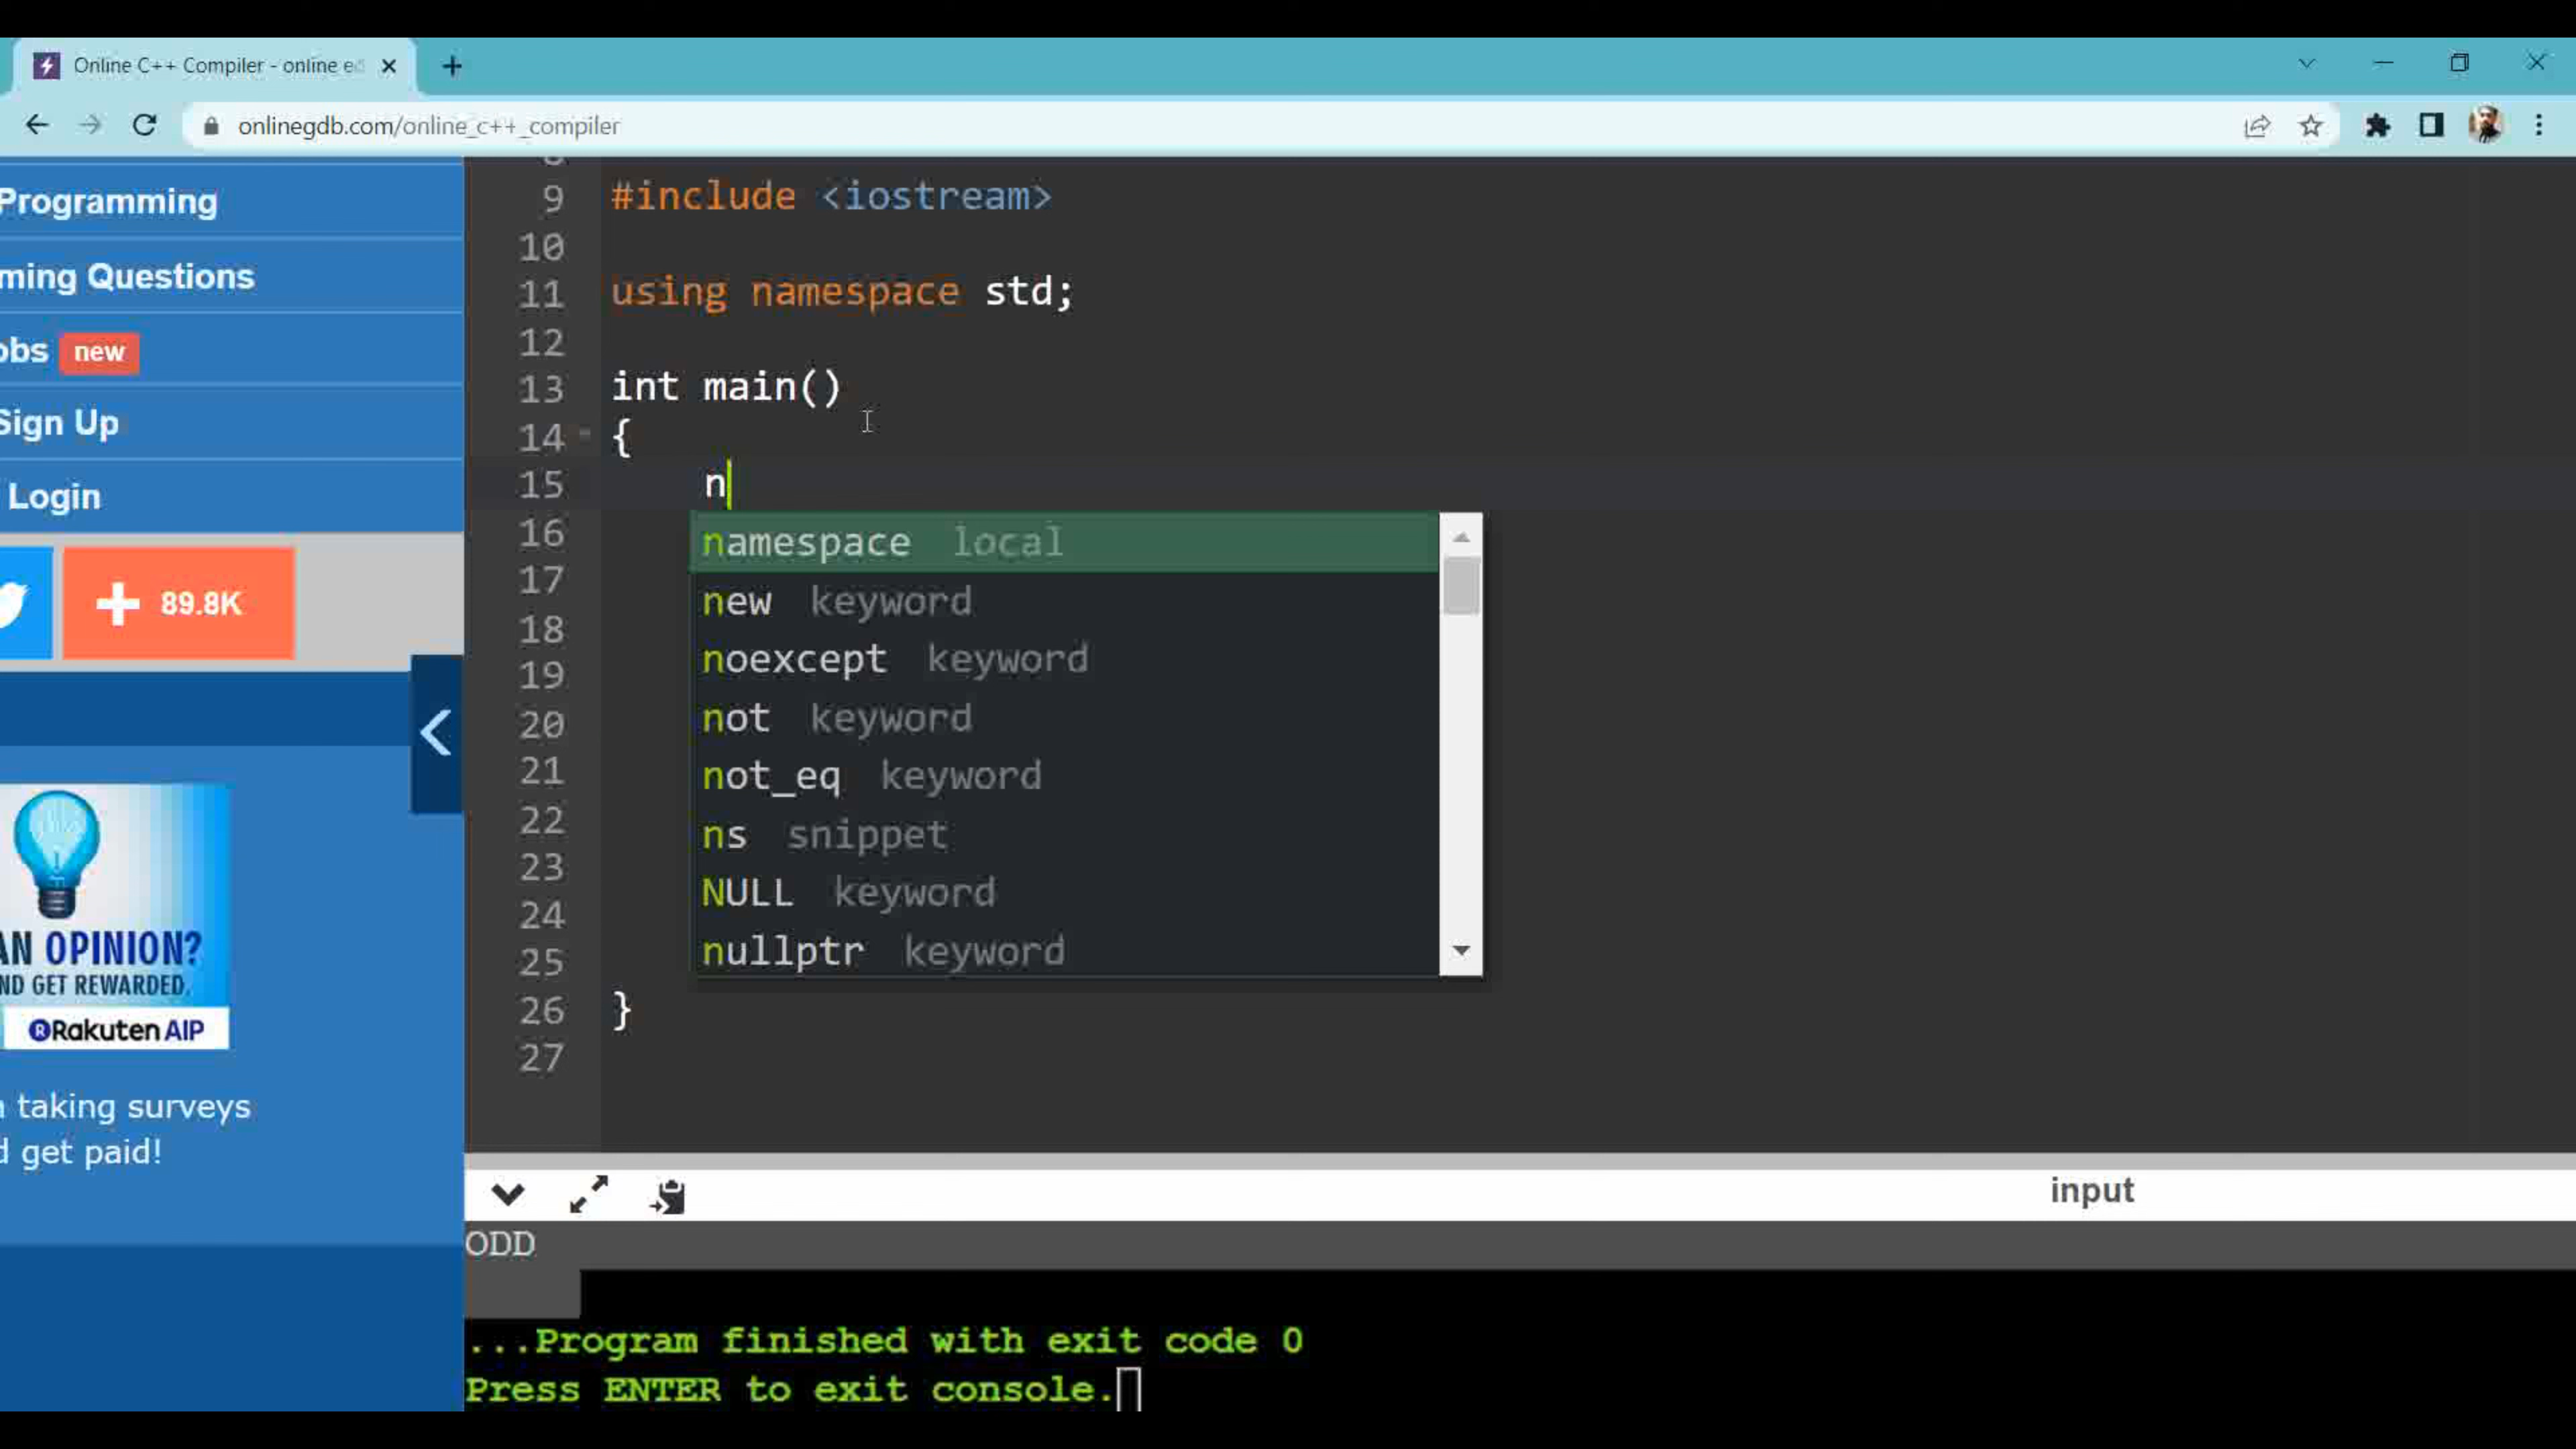 Online C++ Compiler - online ed
onlinegdb.com/online_c++_compiler
Programming
ming Questions
obs new
Sign Up
Login
89.8K
AN OPINION?
ND GET REWARDED.
Rakuten AIP
taking surveys
d get paid!
9 #include <iostream>
10
11 using namespace std;
12
13 int main()
14 {
15 n
16
17
18
19
20
21
22
23
24
25
26 }
27
namespace local
new keyword
noexcept keyword
not keyword
not_eq keyword
ns snippet
NULL keyword
nullptr keyword
input
ODD
...Program finished with exit code 0
Press ENTER to exit console.